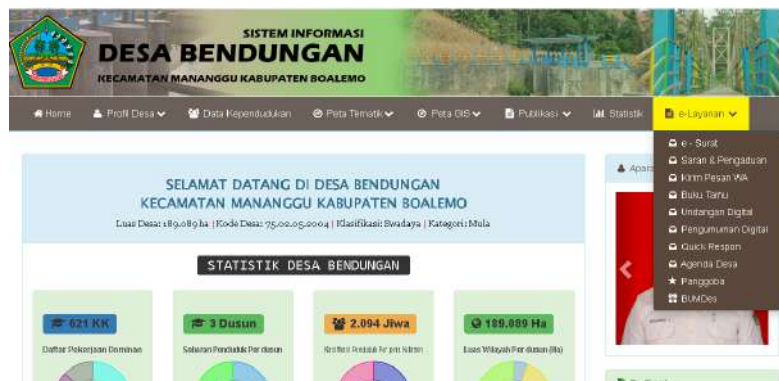 SISTEM INFORMASI
DESA BENDUNGAN
KECAMATAN MANANGGU KABUPATEN BOALEMO
Home Profil Desa Data Kependudukan Peta Tematik Peta GIS Publikasi Statistik e-Layanan
e - Surat
Saran & Pengaduan
Kirim Pesan WA
Buku Tamu
Undangan Digital
Pengumuman Digital
Quick Respon
Agenda Desa
Panggoba
BUMDes
Apara
SELAMAT DATANG DI DESA BENDUNGAN
KECAMATAN MANANGGU KABUPATEN BOALEMO
Luas Desa: 189.089 ha | Kode Desa: 75.02.05.2004 | Klasifikasi: Swadaya | Kategori: Mula
STATISTIK DESA BENDUNGAN
621 KK 3 Dusun 2.094 Jiwa 189.089 Ha
Daftar Pekerjaan Dominan Sebaran Penduduk Per dusun Luas Wilayah Per dusun (Ha)